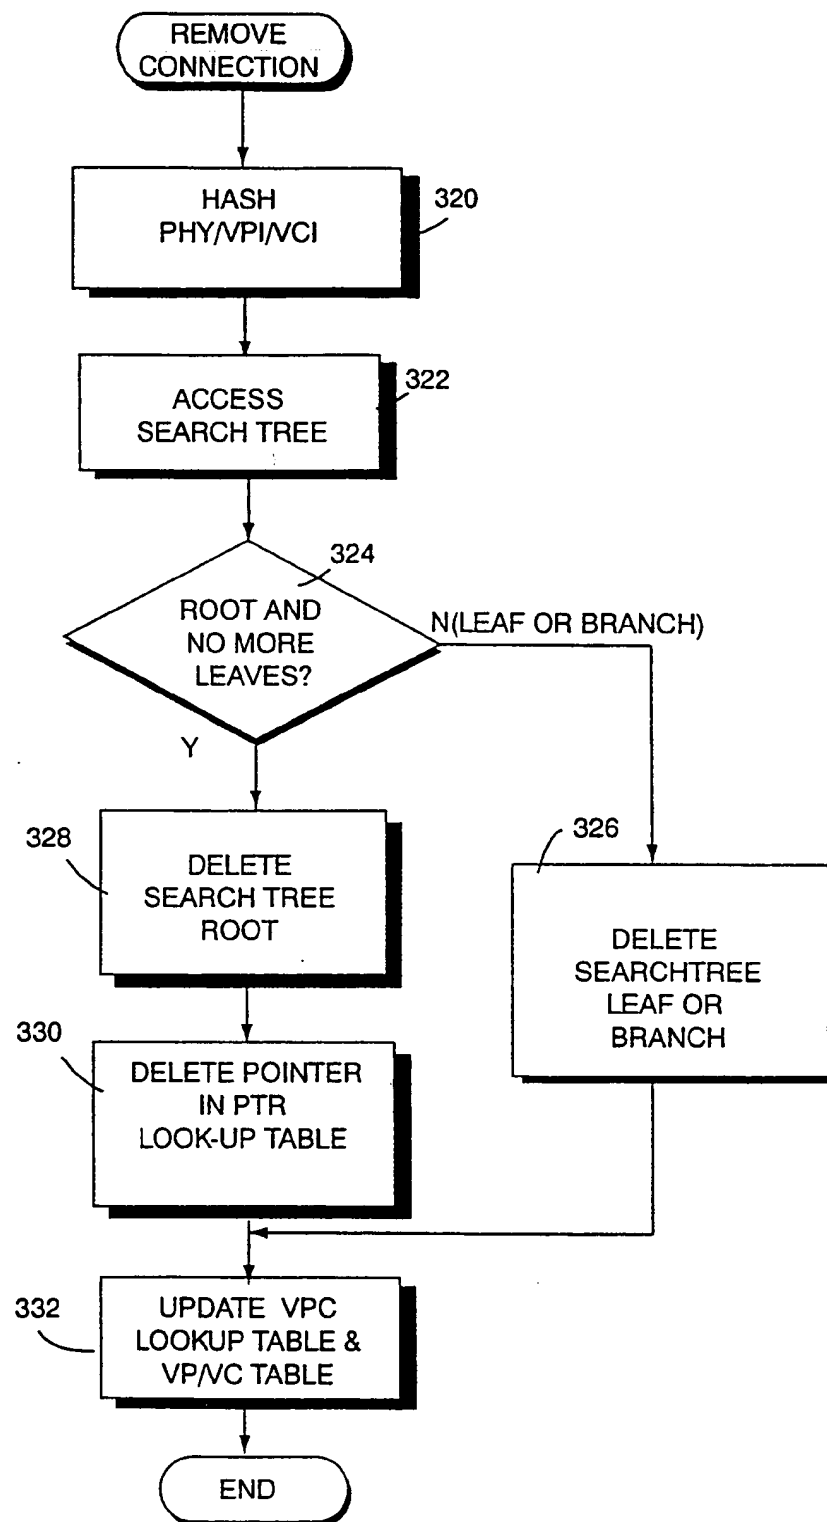 REMOVE
CONNECTION
HASH
PHY/VPI/VCI
320
ACCESS
SEARCH TREE
322
324
ROOT AND
NO MORE
LEAVES?
N(LEAF OR BRANCH)
Y
328
DELETE
SEARCH TREE
ROOT
326
DELETE
SEARCHTREE
LEAF OR
BRANCH
330
DELETE POINTER
IN PTR
LOOK-UP TABLE
332
UPDATE VPC
LOOKUP TABLE &
VP/VC TABLE
END